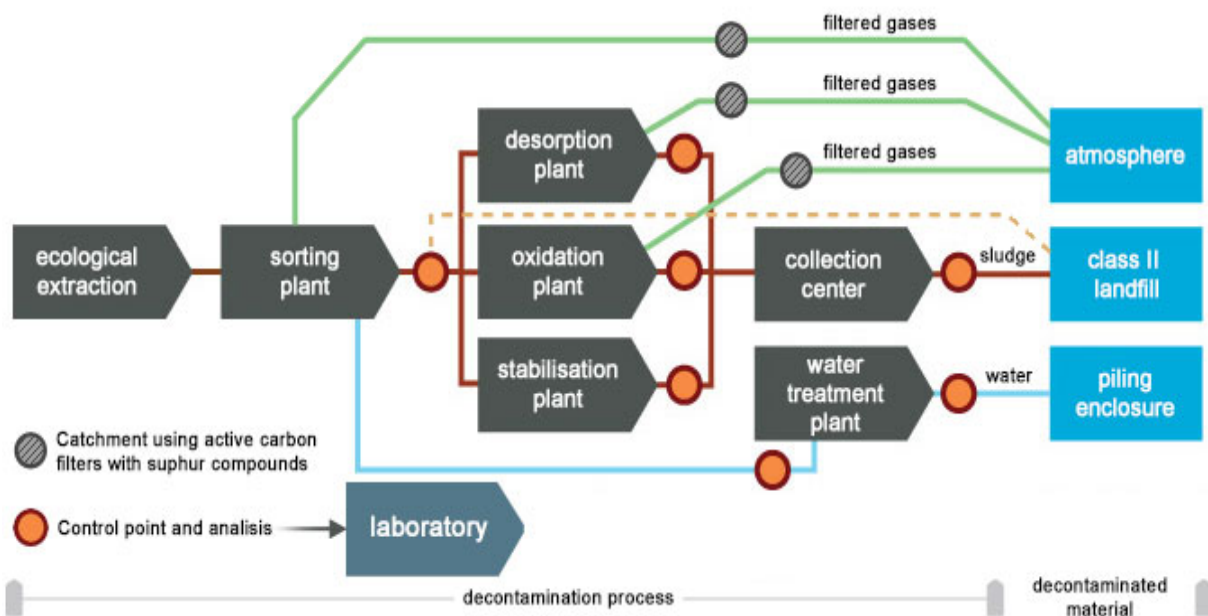 filtered gases
filtered gases
filtered gases
desorption
plant
atmosphere
ecological
extraction
sorting
plant
oxidation
plant
collection
center
sludge
class II
landfill
stabilisation
plant
water
treatment
plant
water
piling
enclosure
Catchment using active carbon
filters with suphur compounds
Control point and analisis
laboratory
decontamination process
decontaminated
material